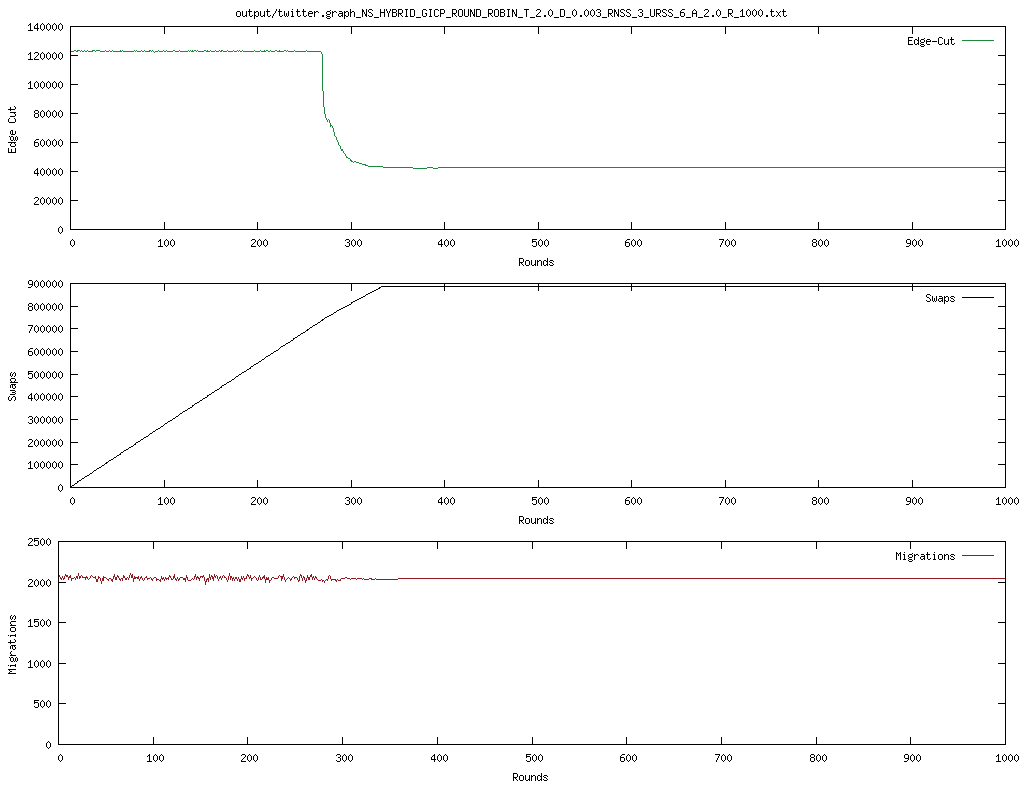 output/twitter.graph_NS_HYBRID_GICP_ROUND_ROBIN_T_2.0_D_0.003_RNSS_3_URSS_6_A_2.0_R_1000.txt
140000
120000
100000
80000
60000
40000
20000
0
Edge Cut
Edge-Cut
0 100 200 300 400 500 600 700 800 900 1000
Rounds
900000
800000
700000
600000
500000
400000
300000
200000
100000
0
Swaps
Swaps
0 100 200 300 400 500 600 700 800 900 1000
Rounds
2500
2000
1500
1000
500
0
Migrations
Migrations
0 100 200 300 400 500 600 700 800 900 1000
Rounds